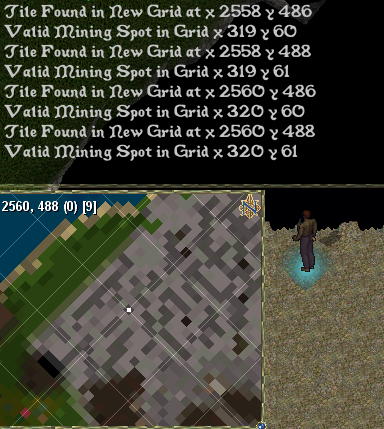 Tile Found in New Grid at x 2558 y 486
Valid Mining Spot in Grid x 319 y 60
Tile Found in New Grid at x 2558 y 488
Valid Mining Spot in Grid x 319 y 61
Tile Found in New Grid at x 2560 y 486
Valid Mining Spot in Grid x 320 y 60
Tile Found in New Grid at x 2560 y 488
Valid Mining Spot in Grid x 320 y 61
2560, 488 (0) [9]